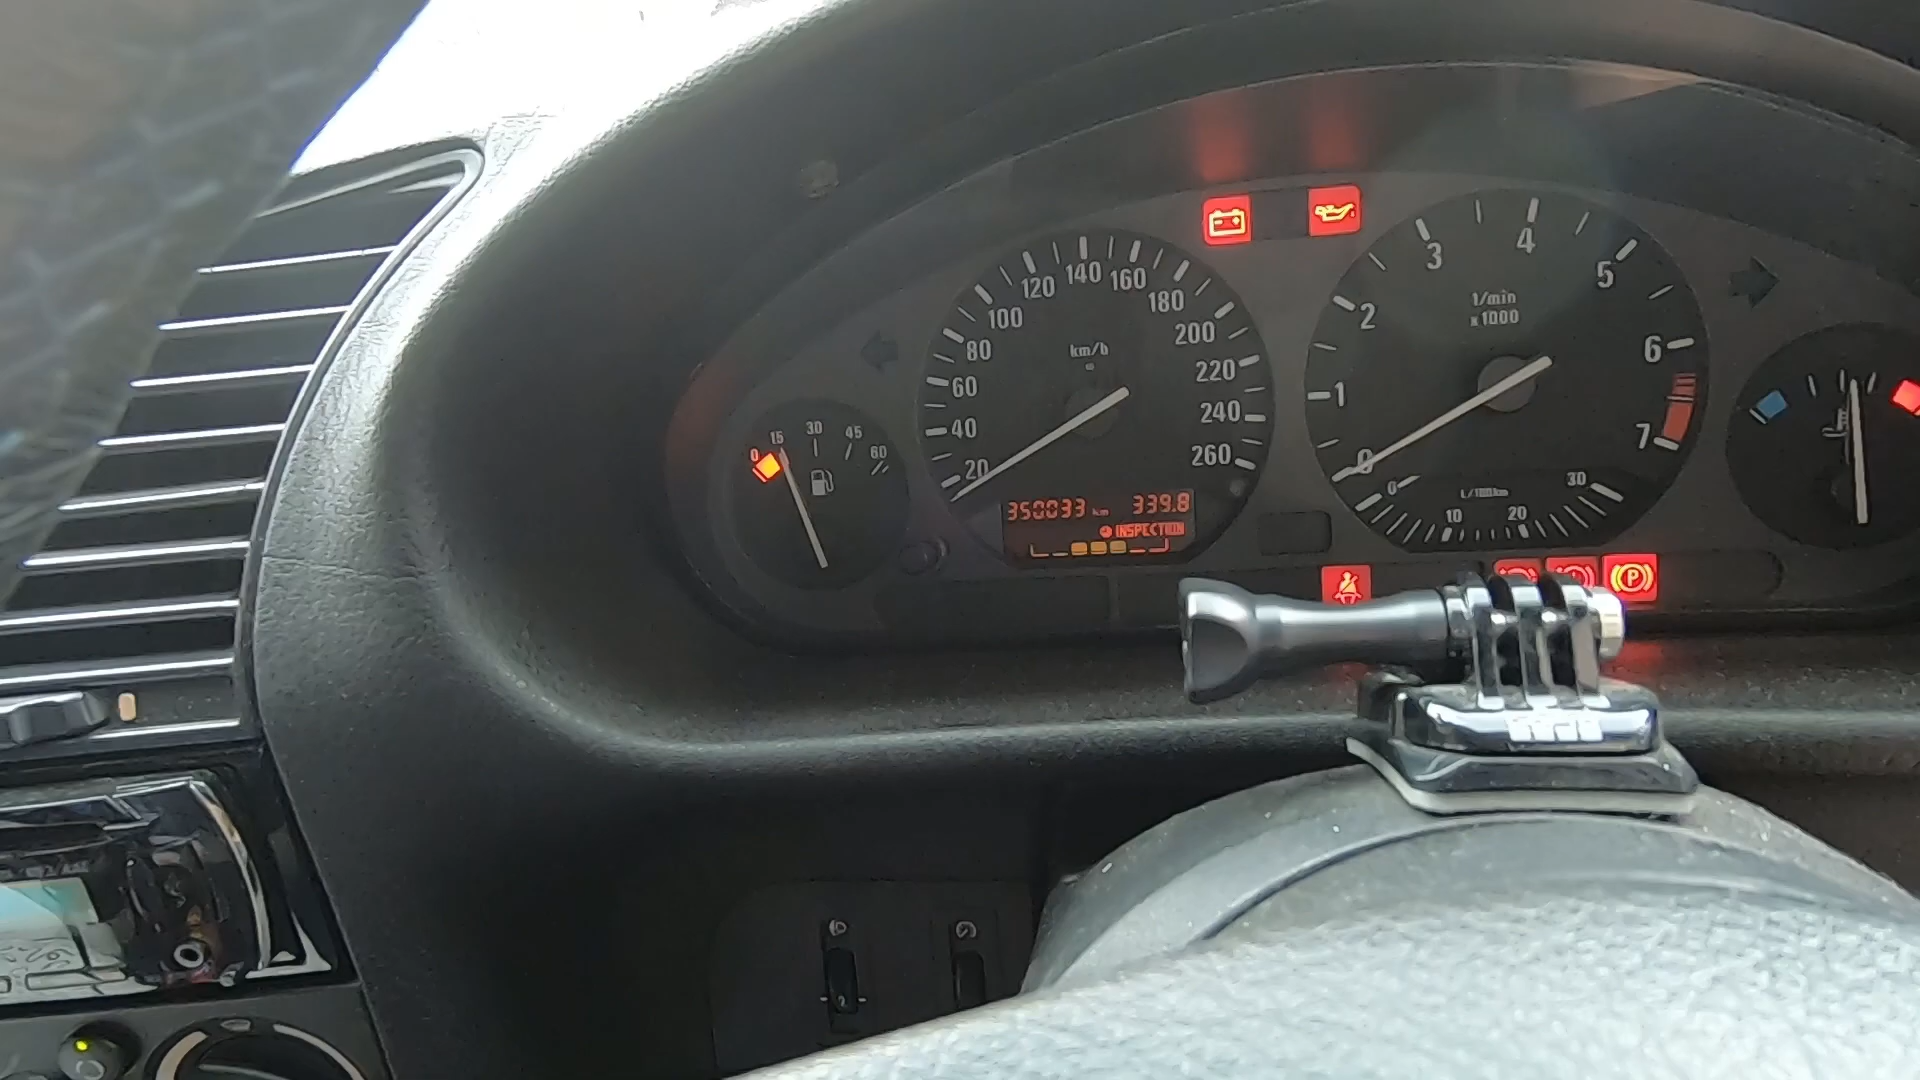 120 140 160
100 180
80 200
60 220
40 240
20 260
km/h
350033 km 339.8
INSPECTION
0 15 30 45 60
3 4 5
2 6
1 7
0
1/min
x 1000
L/100km
30
10 20
P
2